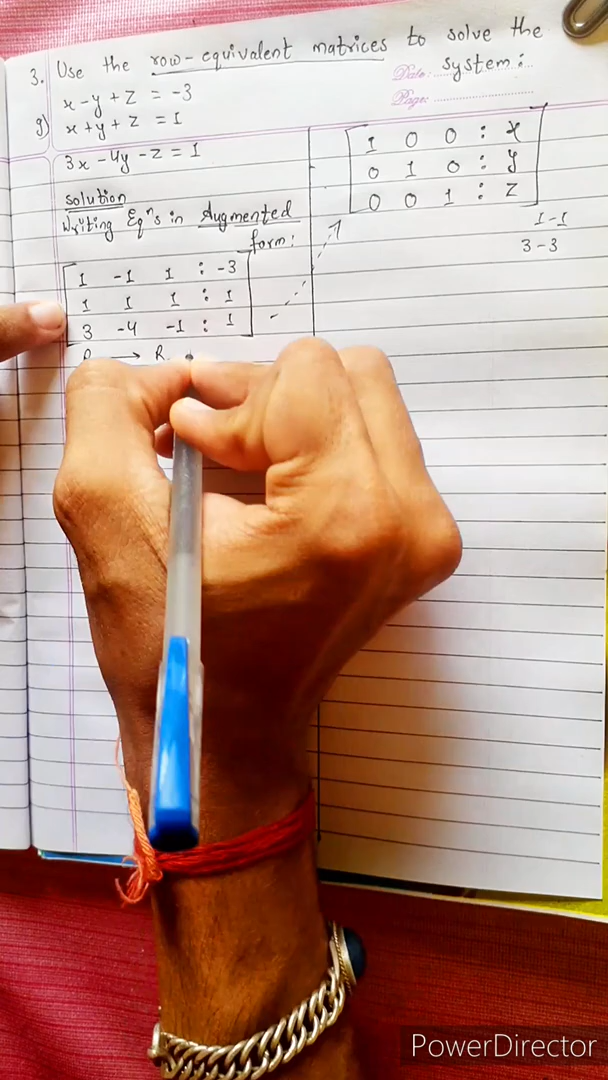 3. Use the row-equivalent matrices to solve the
system:
Date:
Page:
g) x - y + z = -3
x + y + z = 1
3x - 4y - z = 1
solution
Writing Eqⁿs in Augmented
form:
1 -1 1 : -3
1 1 1 : 1
3 -4 -1 : 1
R → R
1 0 0 : x
0 1 0 : y
0 0 1 : z
1-1
3-3
PowerDirector